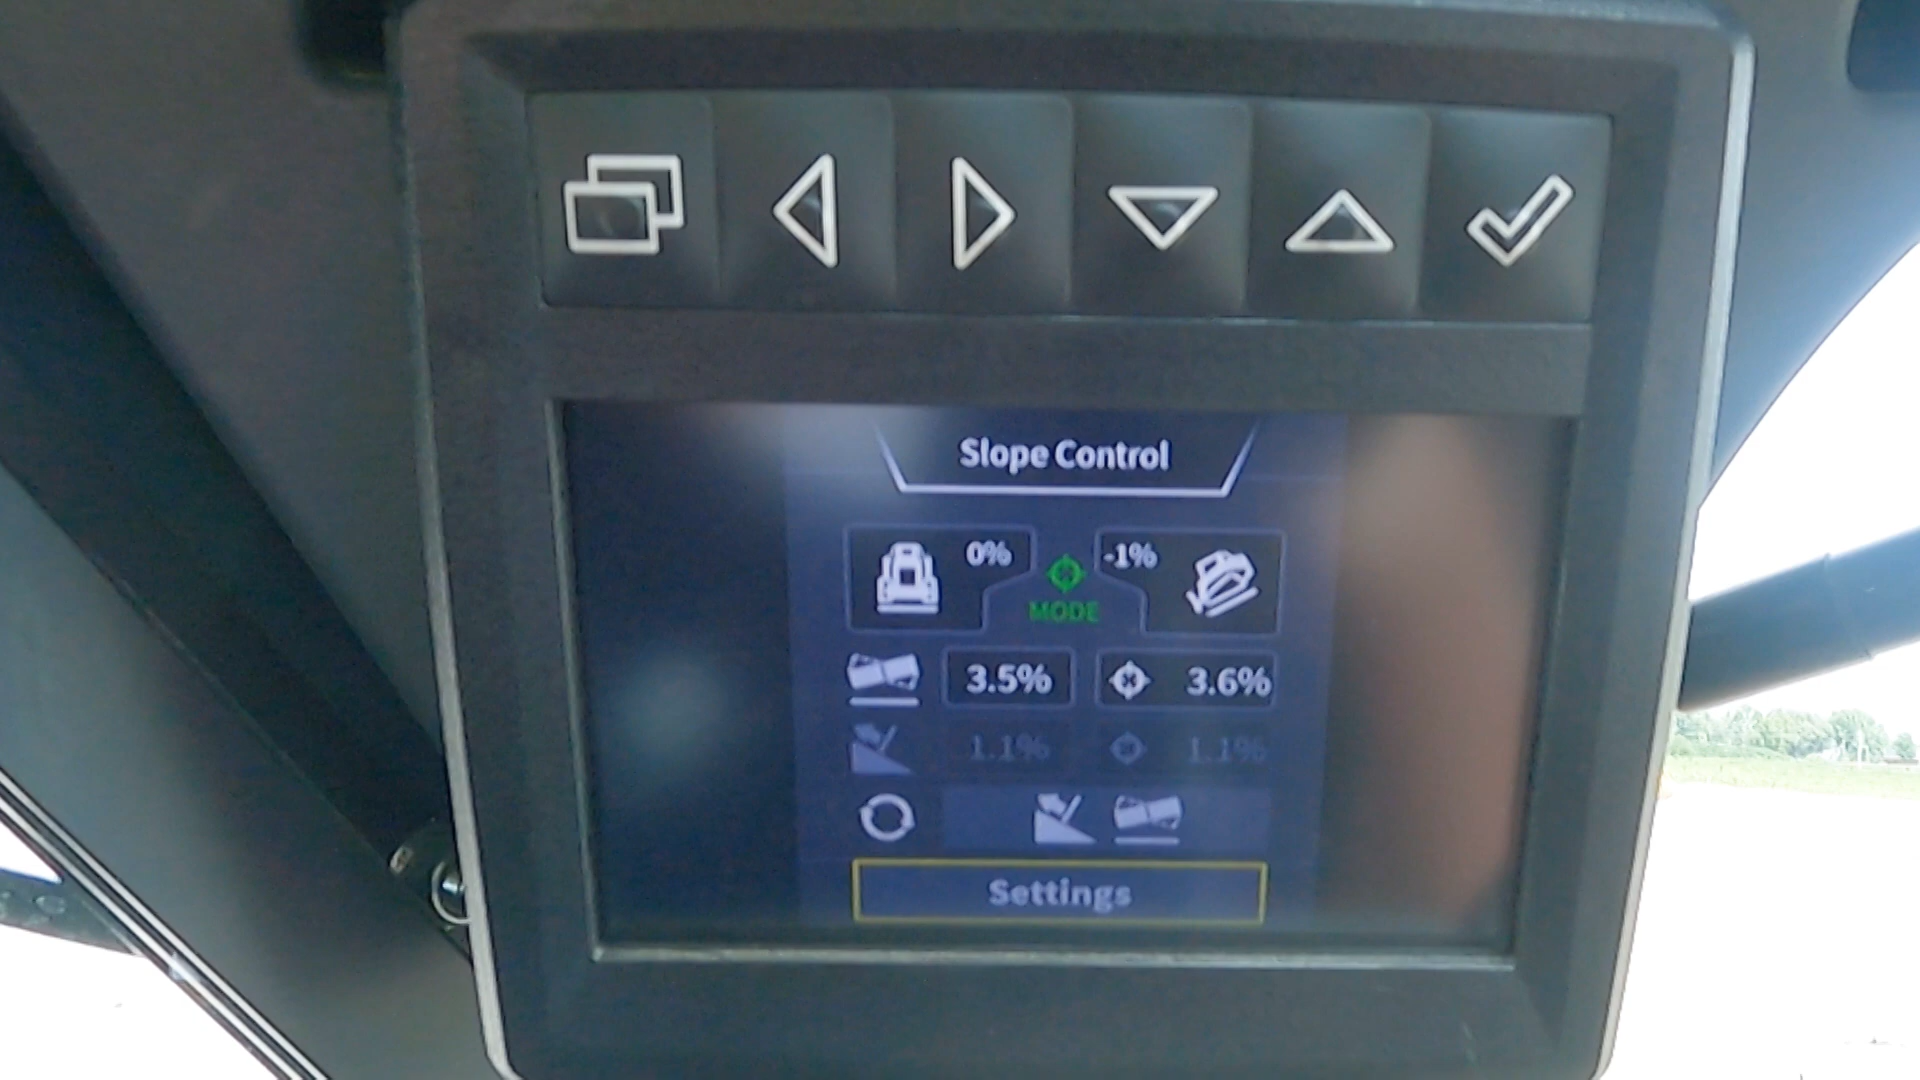 Slope Control
0% -1%
MODE
3.5% 3.6%
1.1% 1.1%
Settings